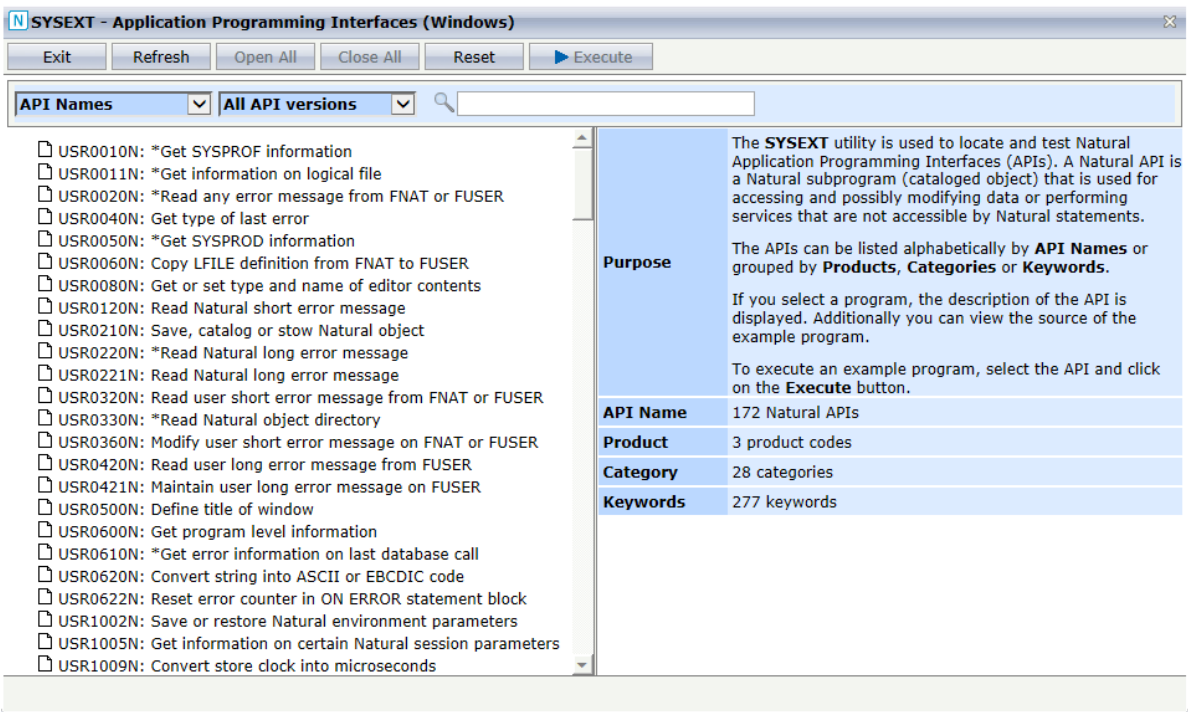 N SYSEXT - Application Programming Interfaces (Windows)
Exit Refresh Open All Close All Reset Execute
API Names All API versions
USR0010N: *Get SYSPROF information
USR0011N: *Get information on logical file
USR0020N: *Read any error message from FNAT or FUSER
USR0040N: Get type of last error
USR0050N: *Get SYSPROD information
USR0060N: Copy LFILE definition from FNAT to FUSER
USR0080N: Get or set type and name of editor contents
USR0120N: Read Natural short error message
USR0210N: Save, catalog or stow Natural object
USR0220N: *Read Natural long error message
USR0221N: Read Natural long error message
USR0320N: Read user short error message from FNAT or FUSER
USR0330N: *Read Natural object directory
USR0360N: Modify user short error message on FNAT or FUSER
USR0420N: Read user long error message from FUSER
USR0421N: Maintain user long error message on FUSER
USR0500N: Define title of window
USR0600N: Get program level information
USR0610N: *Get error information on last database call
USR0620N: Convert string into ASCII or EBCDIC code
USR0622N: Reset error counter in ON ERROR statement block
USR1002N: Save or restore Natural environment parameters
USR1005N: Get information on certain Natural session parameters
USR1009N: Convert store clock into microseconds
Purpose
The SYSEXT utility is used to locate and test Natural
Application Programming Interfaces (APIs). A Natural API is
a Natural subprogram (cataloged object) that is used for
accessing and possibly modifying data or performing
services that are not accessible by Natural statements.
The APIs can be listed alphabetically by API Names or
grouped by Products, Categories or Keywords.
If you select a program, the description of the API is
displayed. Additionally you can view the source of the
example program.
To execute an example program, select the API and click
on the Execute button.
API Name 172 Natural APIs
Product 3 product codes
Category 28 categories
Keywords 277 keywords